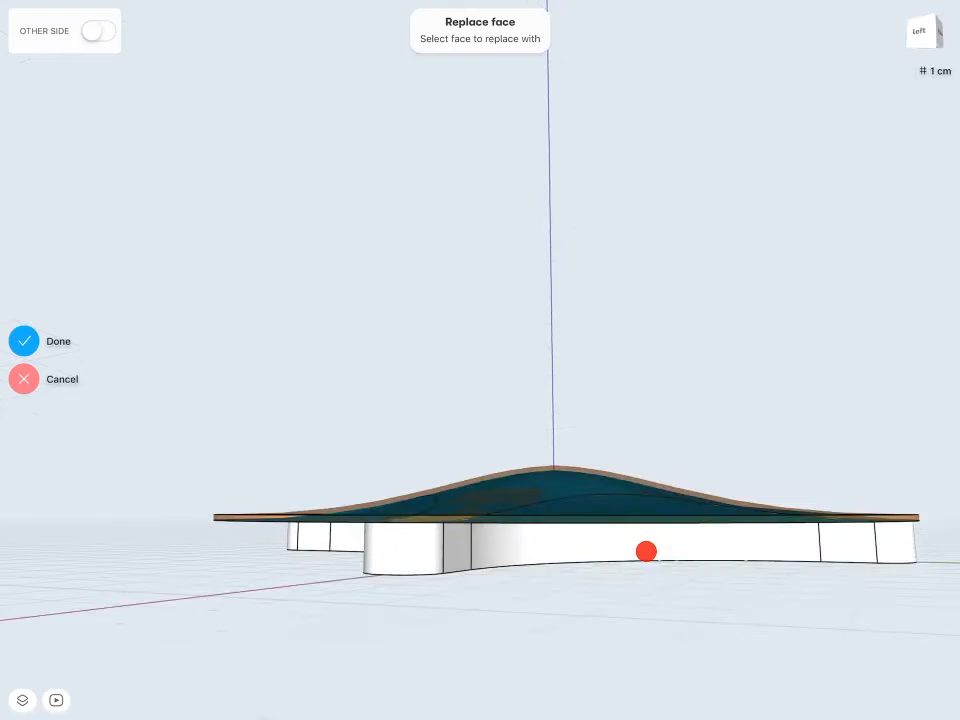 OTHER SIDE
Replace face
Select face to replace with
Left
# 1 cm
Done
Cancel